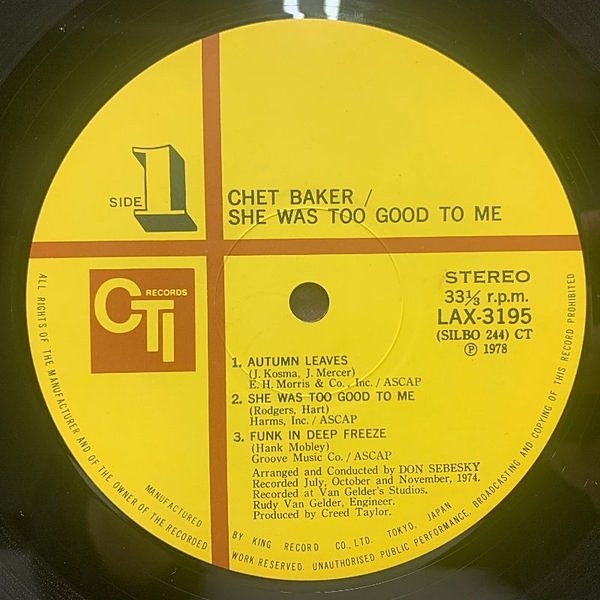 SIDE 1
CHET BAKER /
SHE WAS TOO GOOD TO ME
CTI RECORDS
STEREO
33⅓ r.p.m.
LAX-3195
(SILBO 244) CT
Ⓟ 1978
1. AUTUMN LEAVES
(J. Kosma, J. Mercer)
E. H. Morris & Co., Inc. / ASCAP
2. SHE WAS TOO GOOD TO ME
(Rodgers, Hart)
Harms, Inc. / ASCAP
3. FUNK IN DEEP FREEZE
(Hank Mobley)
Groove Music Co. / ASCAP
Arranged and Conducted by DON SEBESKY
Recorded July, October and November, 1974.
Recorded at Van Gelder's Studios.
Rudy Van Gelder, Engineer.
Produced by Creed Taylor.
ALL RIGHTS OF THE MANUFACTURER AND OF THE OWNER OF THE RECORDED WORK RESERVED. UNAUTHORISED PUBLIC PERFORMANCE, BROADCASTING AND COPYING OF THIS RECORD PROHIBITED
MANUFACTURED BY KING RECORD CO., LTD. TOKYO, JAPAN